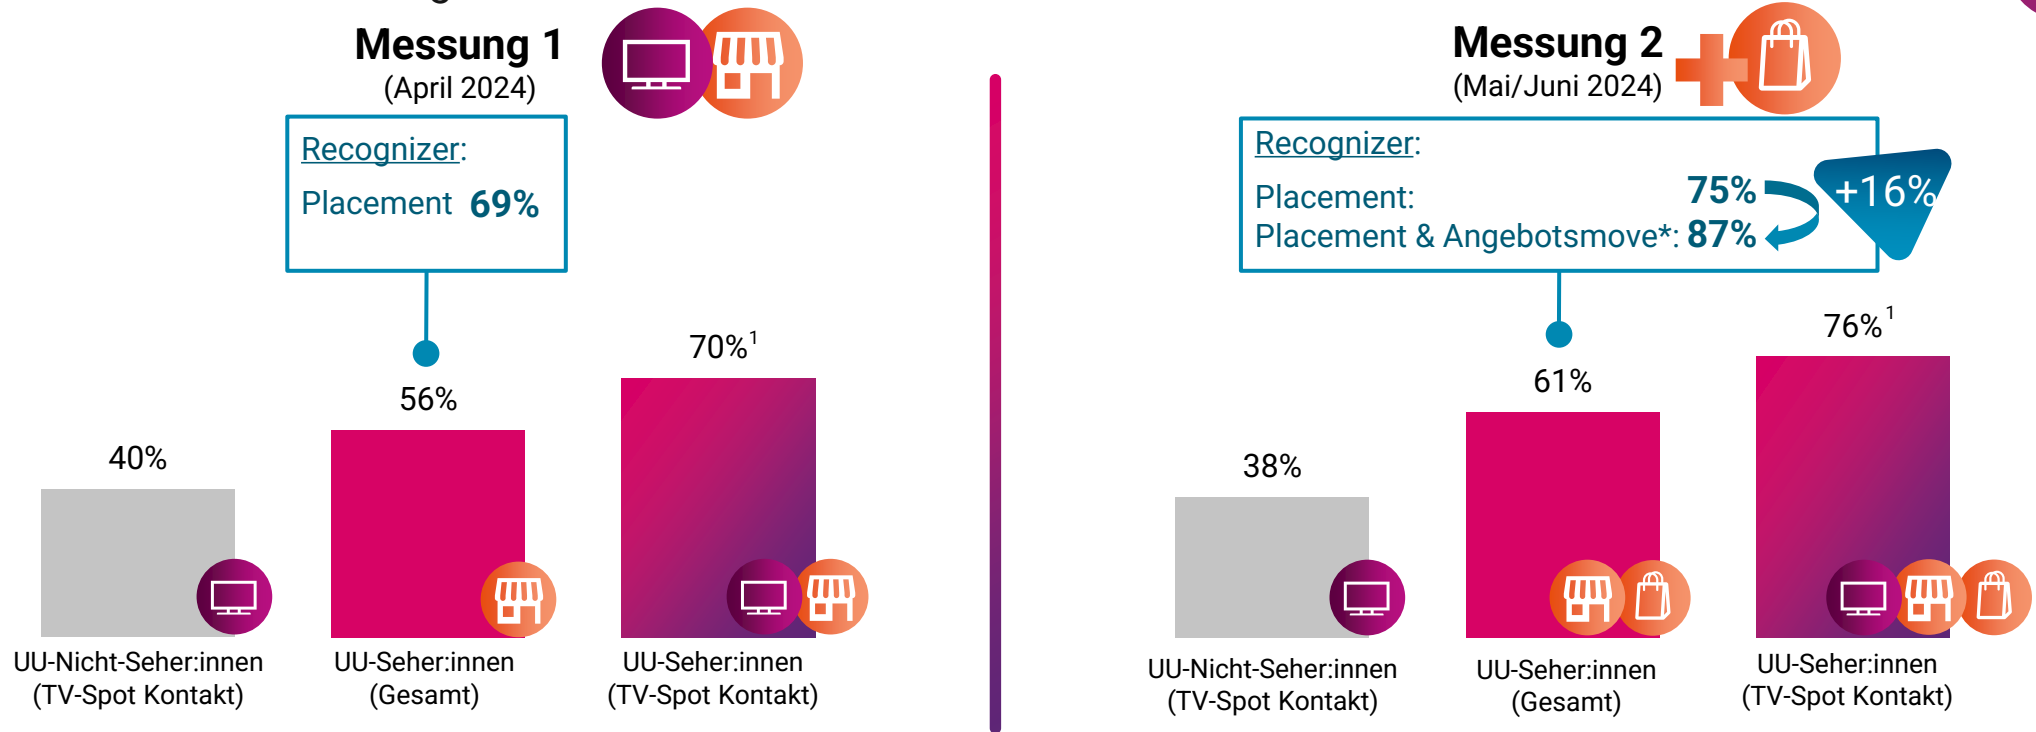 Messung 1
(April 2024)
Recognizer:
Placement 69%
40%
56%
70%1
UU-Nicht-Seher:innen
(TV-Spot Kontakt)
UU-Seher:innen
(Gesamt)
UU-Seher:innen
(TV-Spot Kontakt)
Messung 2
(Mai/Juni 2024)
Recognizer:
Placement: 75%
Placement & Angebotsmove*: 87%
+16%
38%
61%
76%1
UU-Nicht-Seher:innen
(TV-Spot Kontakt)
UU-Seher:innen
(Gesamt)
UU-Seher:innen
(TV-Spot Kontakt)